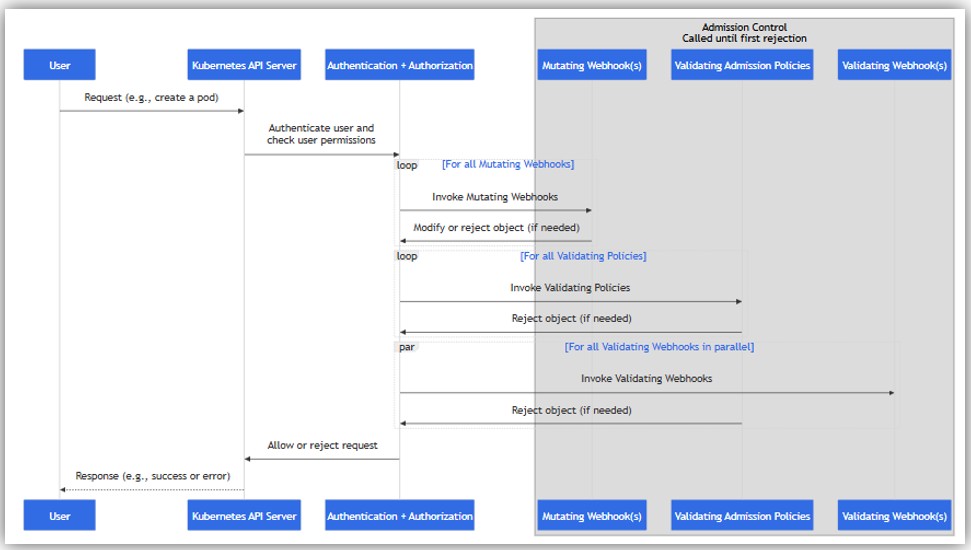 Admission Control
Called until first rejection
User
Kubernetes API Server
Authentication + Authorization
Mutating Webhook(s)
Validating Admission Policies
Validating Webhook(s)
Request (e.g., create a pod)
Authenticate user and
check user permissions
loop
[For all Mutating Webhooks]
Invoke Mutating Webhooks
Modify or reject object (if needed)
loop
[For all Validating Policies]
Invoke Validating Policies
Reject object (if needed)
par
[For all Validating Webhooks in parallel]
Invoke Validating Webhooks
Reject object (if needed)
Allow or reject request
Response (e.g., success or error)
User
Kubernetes API Server
Authentication + Authorization
Mutating Webhook(s)
Validating Admission Policies
Validating Webhook(s)